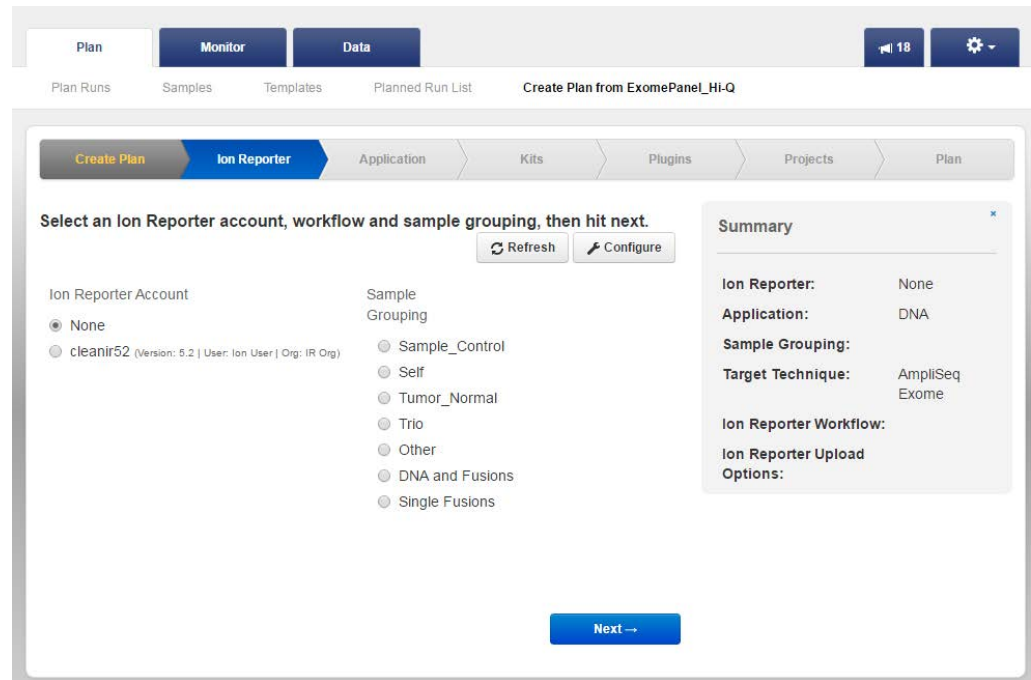 Plan
Monitor
Data
18
Plan Runs
Samples
Templates
Planned Run List
Create Plan from ExomePanel_Hi-Q
Create Plan
Ion Reporter
Application
Kits
Plugins
Projects
Plan
Select an Ion Reporter account, workflow and sample grouping, then hit next.
Refresh
Configure
Ion Reporter Account
None
cleanir52 (Version: 5.2 | User: Ion User | Org: IR Org)
Sample
Grouping
Sample_Control
Self
Tumor_Normal
Trio
Other
DNA and Fusions
Single Fusions
Next →
Summary
×
Ion Reporter: None
Application: DNA
Sample Grouping:
Target Technique: AmpliSeq
Exome
Ion Reporter Workflow:
Ion Reporter Upload
Options: